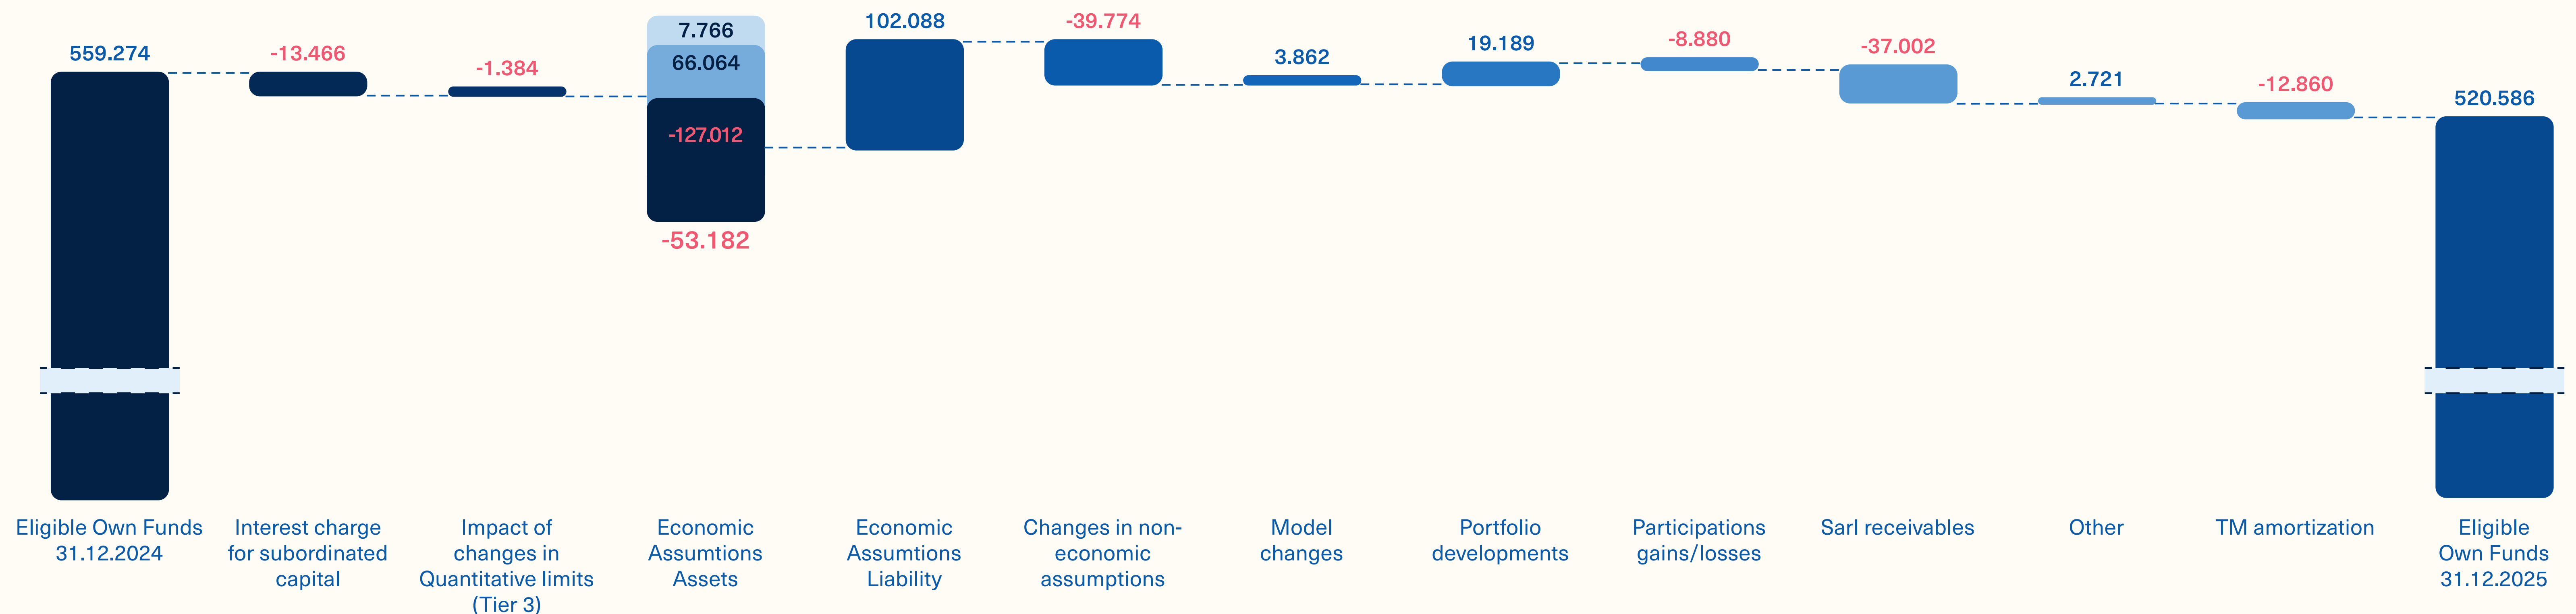 559.274
-13.466
-1.384
7.766
66.064
-127.012
-53.182
102.088
-39.774
3.862
19.189
-8.880
-37.002
2.721
-12.860
520.586
Eligible Own Funds
31.12.2024
Interest charge
for subordinated
capital
Impact of
changes in
Quantitative limits
(Tier 3)
Economic
Assumtions
Assets
Economic
Assumtions
Liability
Changes in non-
economic
assumptions
Model
changes
Portfolio
developments
Participations
gains/losses
Sarl receivables
Other
TM amortization
Eligible
Own Funds
31.12.2025